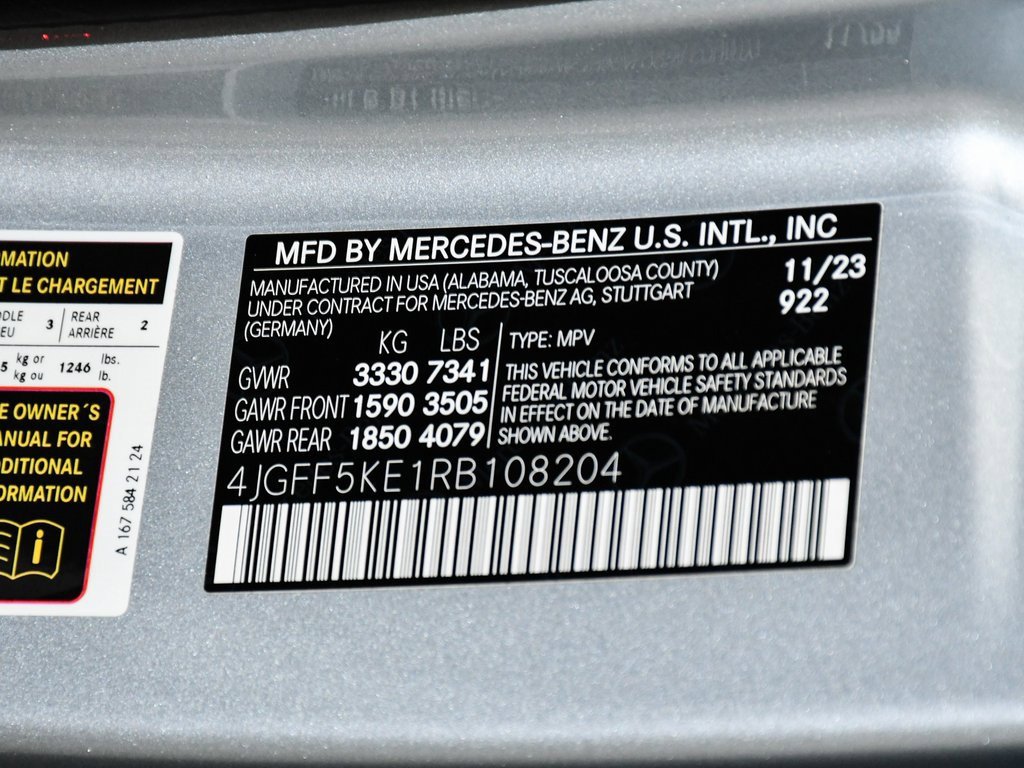 MATION
T LE CHARGEMENT
3 REAR 2
ARRIÈRE
5 kg or 1246 lbs.
kg ou lb.
E OWNER´S
ANUAL FOR
DDITIONAL
ORMATION
i
A 167 584 21 24
MFD BY MERCEDES-BENZ U.S. INTL., INC
MANUFACTURED IN USA (ALABAMA, TUSCALOOSA COUNTY) 11/23
UNDER CONTRACT FOR MERCEDES-BENZ AG, STUTTGART 922
(GERMANY)
KG LBS
GVWR 3330 7341
GAWR FRONT 1590 3505
GAWR REAR 1850 4079
TYPE: MPV
THIS VEHICLE CONFORMS TO ALL APPLICABLE
FEDERAL MOTOR VEHICLE SAFETY STANDARDS
IN EFFECT ON THE DATE OF MANUFACTURE
SHOWN ABOVE.
4JGFF5KE1RB108204